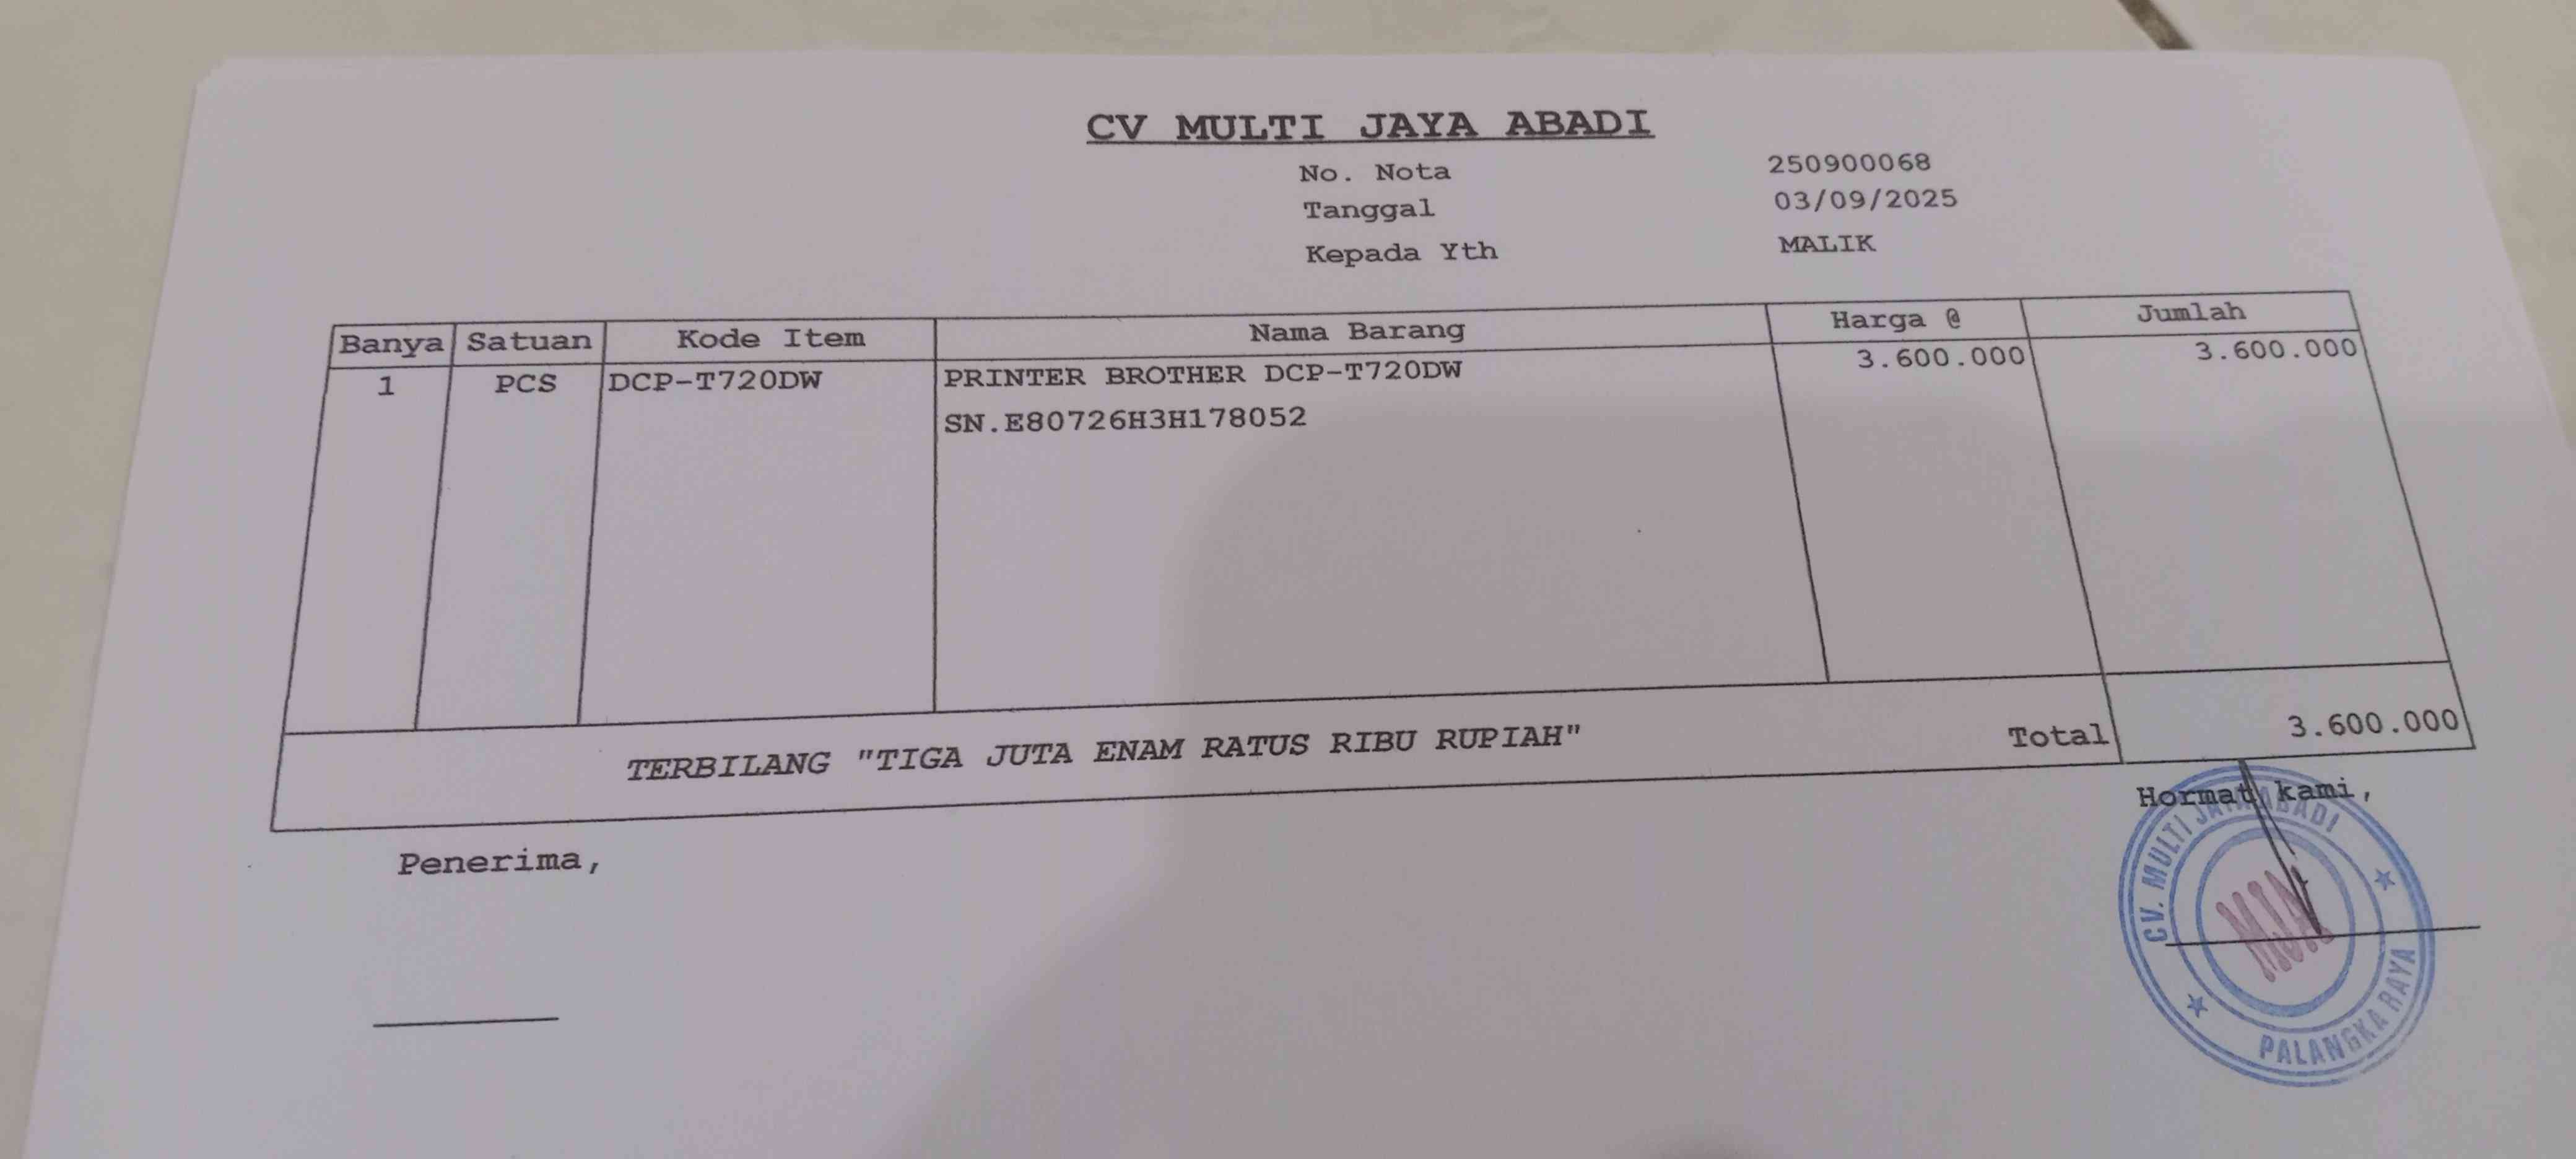 CV MULTI JAYA ABADI
No. Nota 250900068
Tanggal 03/09/2025
Kepada Yth MALIK
Banya Satuan Kode Item Nama Barang Harga @ Jumlah
1 PCS DCP-T720DW PRINTER BROTHER DCP-T720DW 3.600.000 3.600.000
SN.E80726H3H178052
TERBILANG "TIGA JUTA ENAM RATUS RIBU RUPIAH" Total 3.600.000
Penerima,
Hormat kami,
CV. MULTI JAYA ABADI
MJA
PALANGKA RAYA